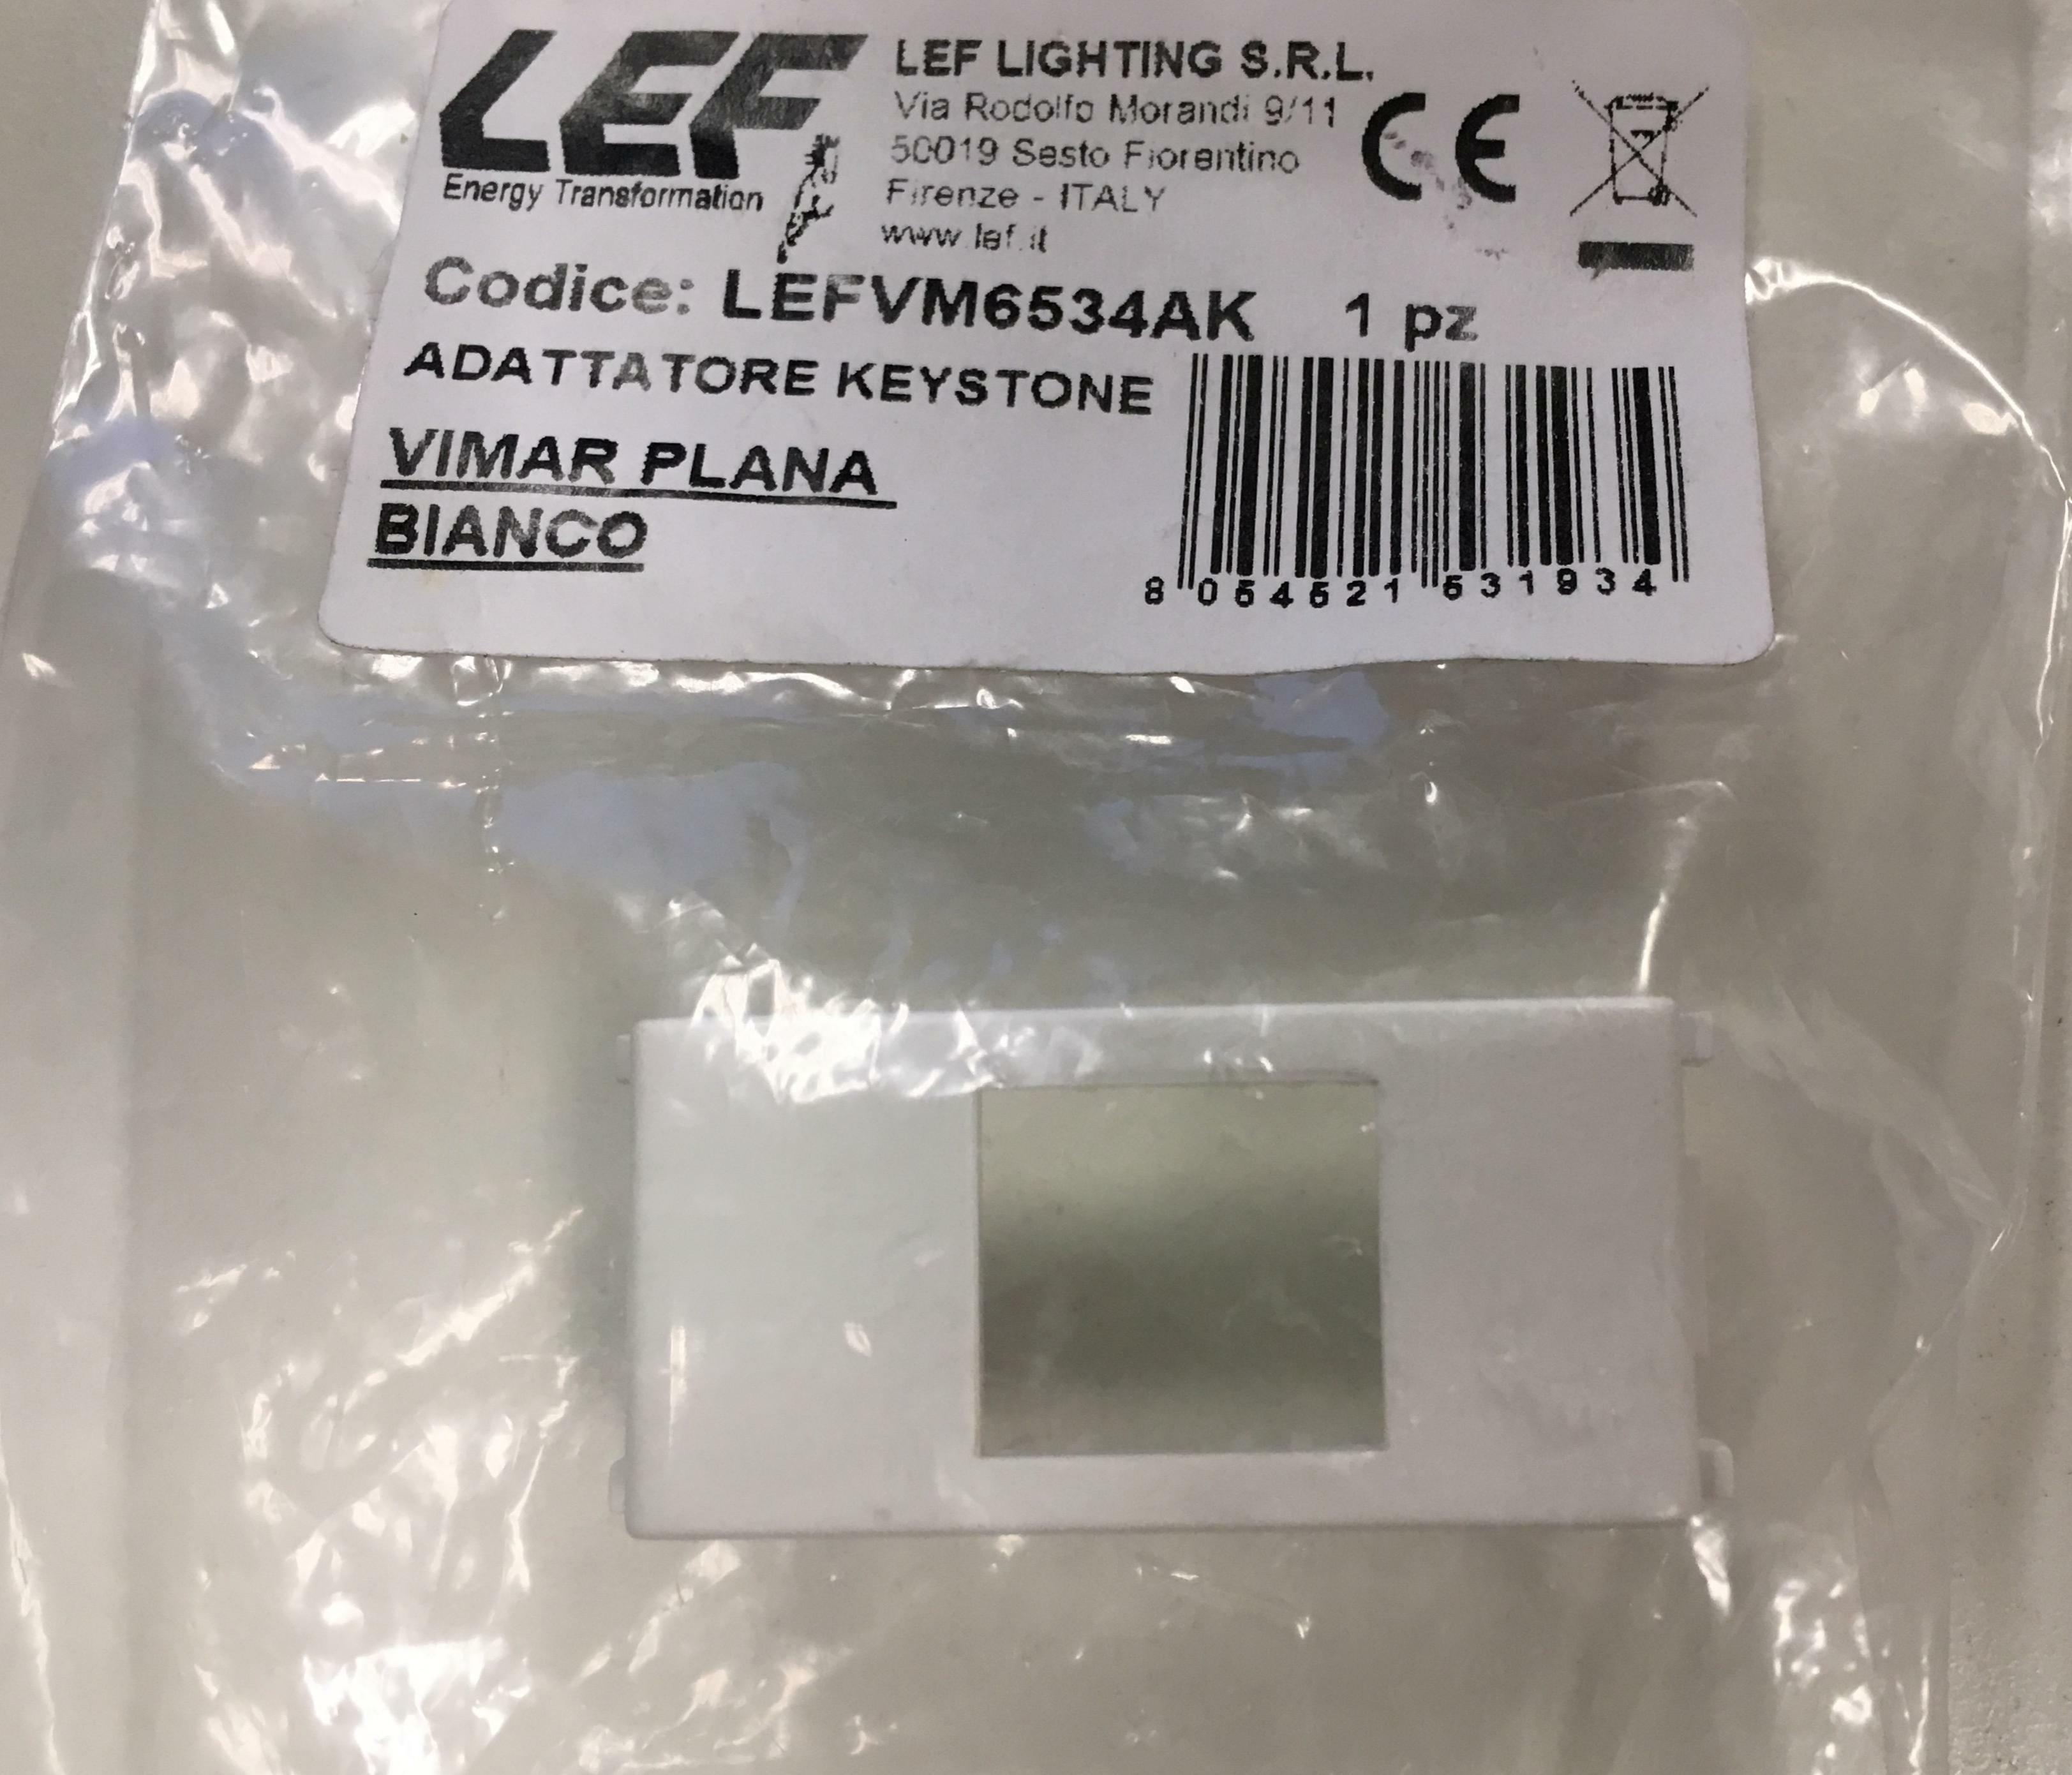 LEF
Energy Transformation
LEF LIGHTING S.R.L.
Via Rodolfo Morandi 9/11
50019 Sesto Fiorentino
Firenze - ITALY
www.lef.it
CE
Codice: LEFVM6534AK 1 pz
ADATTATORE KEYSTONE
VIMAR PLANA
BIANCO
8 054521 531934